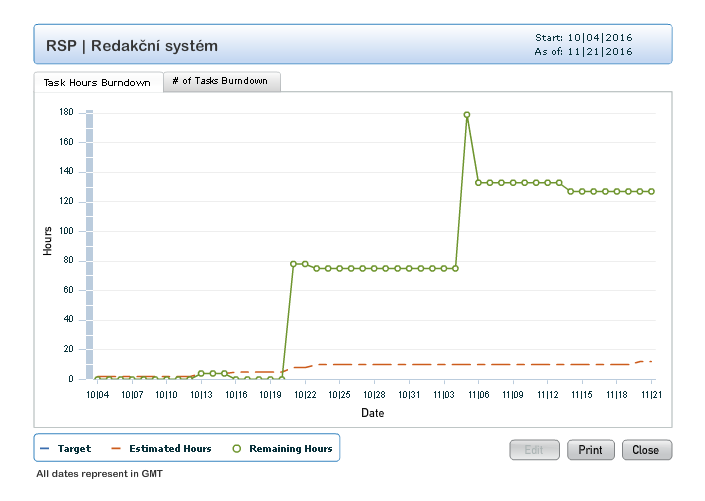 RSP | Redakční systém
Start: 10|04|2016
As of: 11|21|2016
Task Hours Burndown
# of Tasks Burndown
180
160
140
120
100
80
60
40
20
0
Hours
10|04 10|07 10|10 10|13 10|16 10|19 10|22 10|25 10|28 10|31 11|03 11|06 11|09 11|12 11|15 11|18 11|21
Date
Target Estimated Hours Remaining Hours
Edit Print Close
All dates represent in GMT